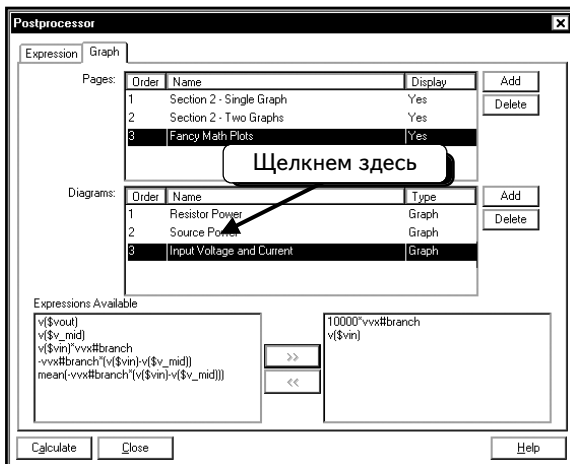 Postprocessor
Expression Graph
Pages: Order Name Display Add
1 Section 2 - Single Graph Yes Delete
2 Section 2 - Two Graphs Yes
3 Fancy Math Plots Yes
Щелкнем здесь
Diagrams: Order Name Type Add
1 Resistor Power Graph Delete
2 Source Power Graph
3 Input Voltage and Current Graph
Expressions Available
v($vout) 10000*vvx#branch
v($v_mid) v($vin)
v($vin)*vvx#branch
-vvx#branch*(v($vin)-v($v_mid))
mean(-vvx#branch*(v($vin)-v($v_mid)))
>>
<<
Calculate Close Help